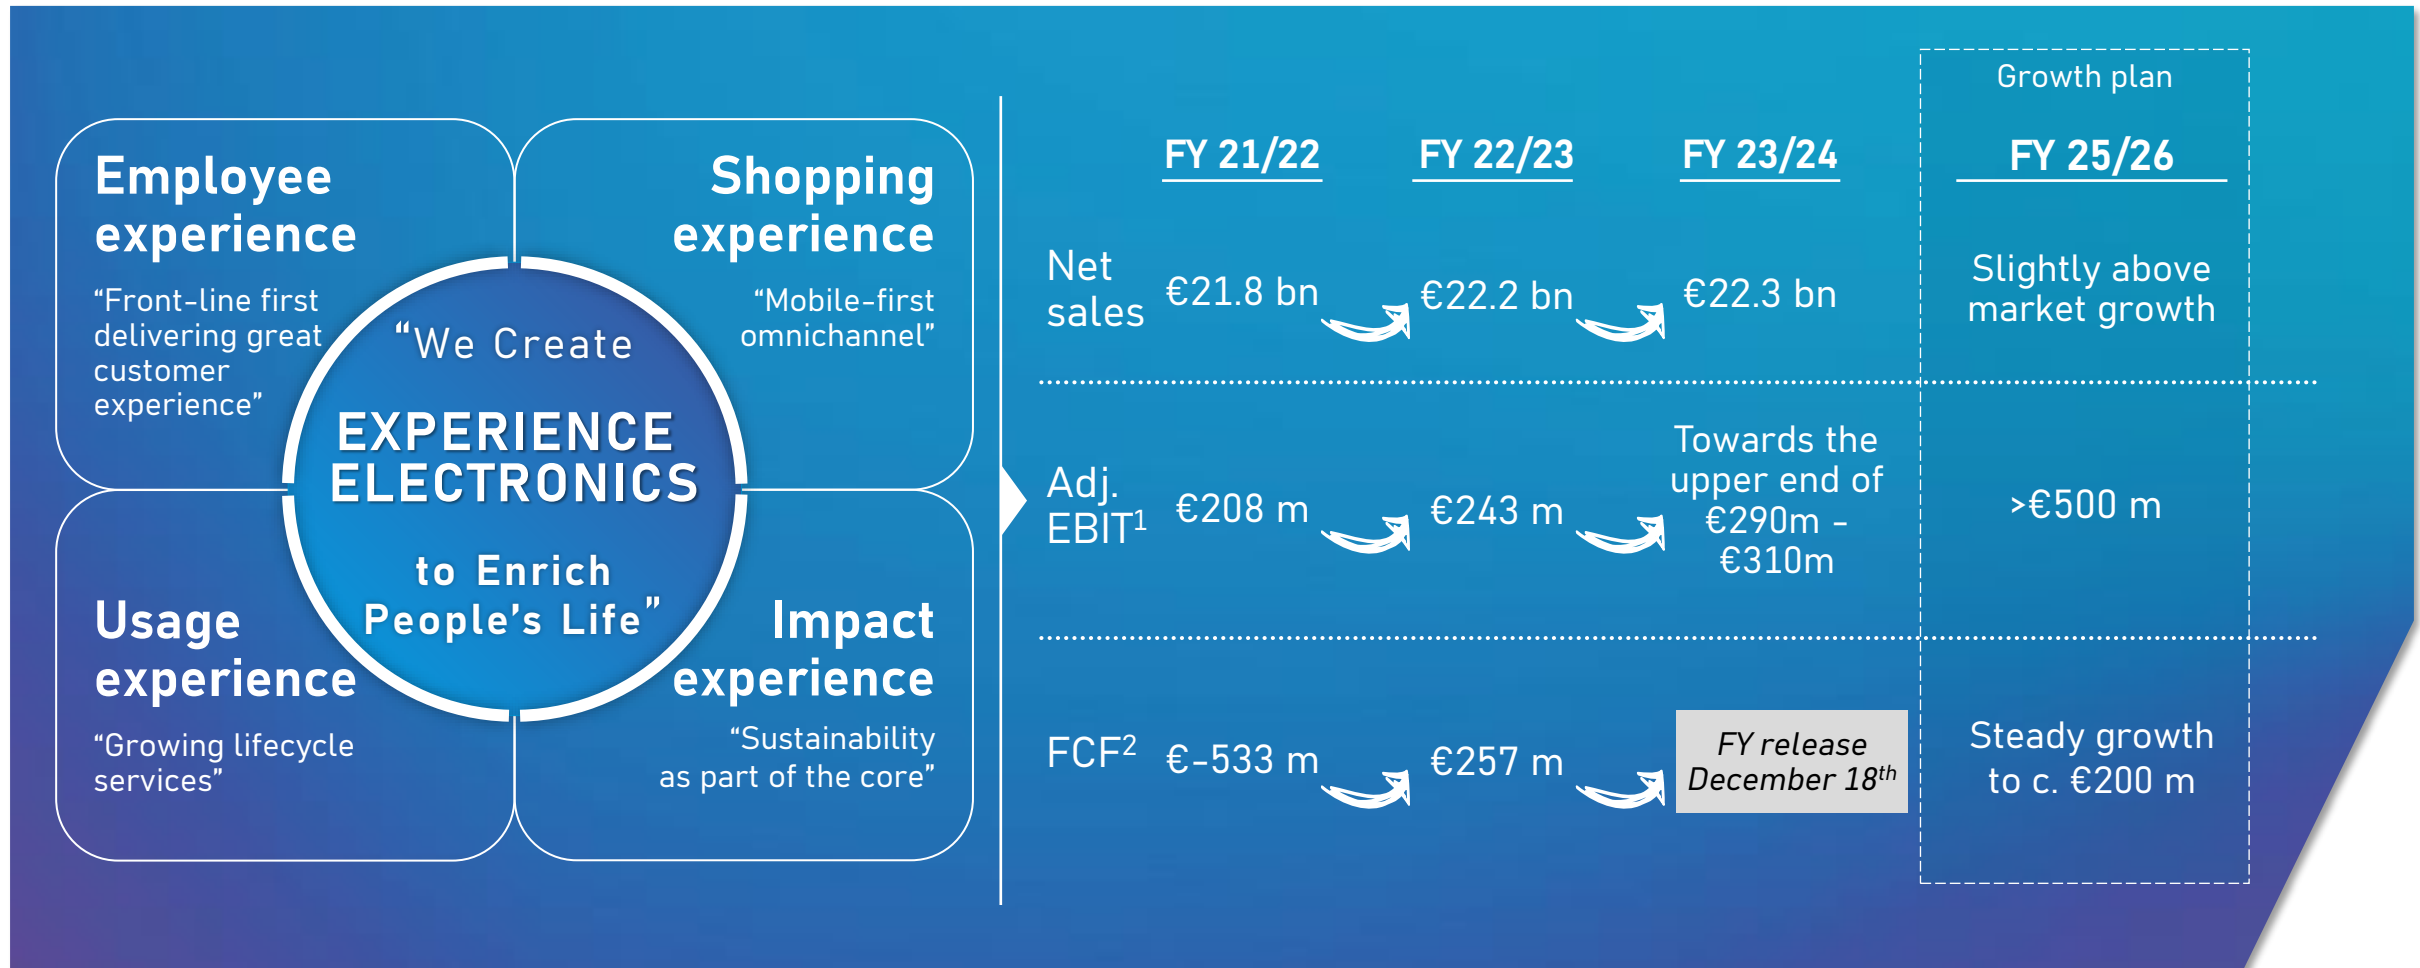 Employee
experience
“Front-line first
delivering great
customer
experience”
Shopping
experience
“Mobile-first
omnichannel”
“We Create
EXPERIENCE
ELECTRONICS
to Enrich
People’s Life”
Usage
experience
“Growing lifecycle
services”
Impact
experience
“Sustainability
as part of the core”
Growth plan
FY 21/22 FY 22/23 FY 23/24 FY 25/26
Net
sales
€21.8 bn €22.2 bn €22.3 bn
Slightly above
market growth
Adj.
EBIT¹
€208 m €243 m
Towards the
upper end of
€290m -
€310m
>€500 m
FCF²
€-533 m €257 m
FY release
December 18th
Steady growth
to c. €200 m